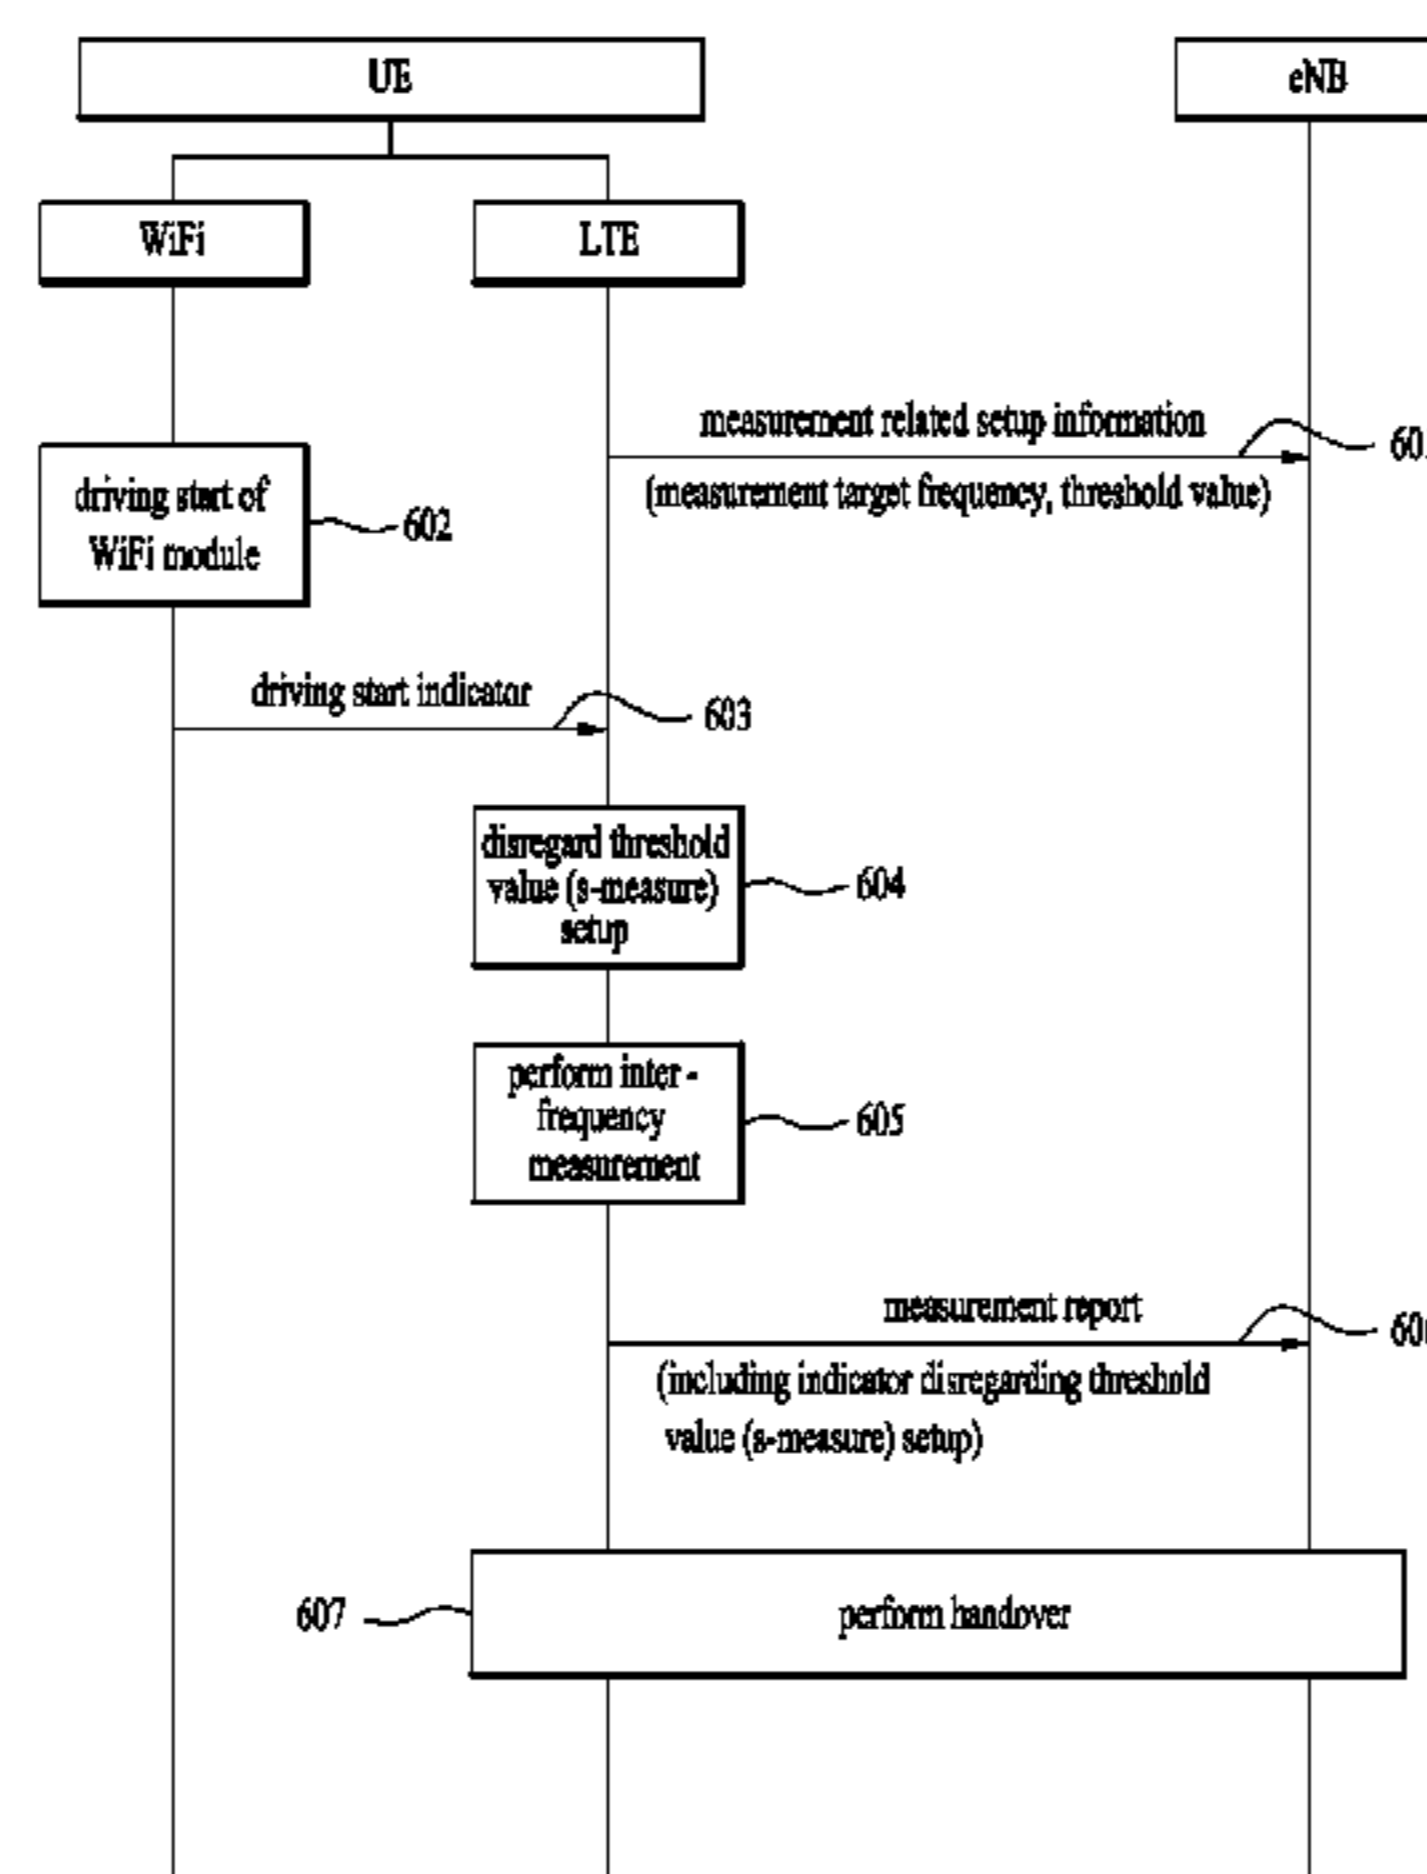 UE
eNB
WiFi
LTE
measurement related setup information
(measurement target frequency, threshold value)
driving start of
WiFi module
602
driving start indicator
603
disregard threshold
value (s-measure)
setup
604
perform inter -
frequency
measurement
605
measurement report
(including indicator disregarding threshold
value (s-measure) setup)
607
perform handover